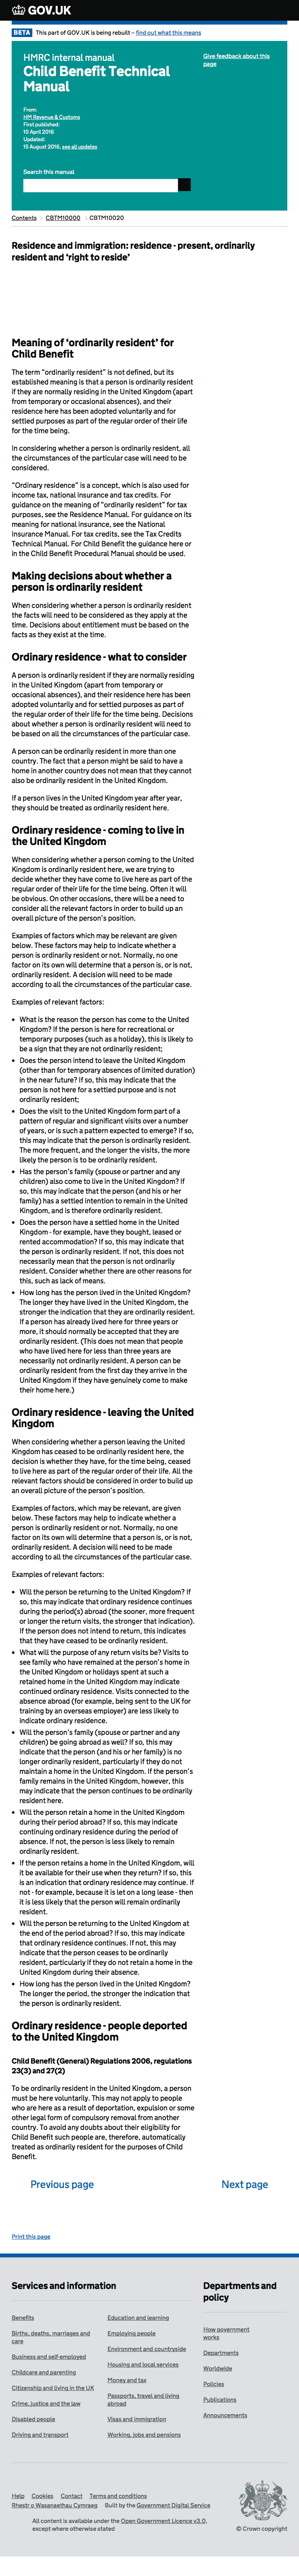 GOV.UK
BETA This part of GOV.UK is being rebuilt – find out what this means
HMRC internal manual
Child Benefit Technical
Manual
Give feedback about this
page
From:
HM Revenue & Customs
First published:
10 April 2016
Updated:
15 August 2016, see all updates
Search this manual
Contents
CBTM10000
CBTM10020
Residence and immigration: residence - present, ordinarily
resident and ‘right to reside’
Meaning of ‘ordinarily resident’ for
Child Benefit
The term “ordinarily resident” is not defined, but its
established meaning is that a person is ordinarily resident
if they are normally residing in the United Kingdom (apart
from temporary or occasional absences), and their
residence here has been adopted voluntarily and for
settled purposes as part of the regular order of their life
for the time being.
In considering whether a person is ordinarily resident, all
the circumstances of the particular case will need to be
considered.
“Ordinary residence” is a concept, which is also used for
income tax, national insurance and tax credits. For
guidance on the meaning of “ordinarily resident” for tax
purposes, see the Residence Manual. For guidance on its
meaning for national insurance, see the National
Insurance Manual. For tax credits, see the Tax Credits
Technical Manual. For Child Benefit the guidance here or
in the Child Benefit Procedural Manual should be used.
Making decisions about whether a
person is ordinarily resident
When considering whether a person is ordinarily resident
the facts will need to be considered as they apply at the
time. Decisions about entitlement must be based on the
facts as they exist at the time.
Ordinary residence - what to consider
A person is ordinarily resident if they are normally residing
in the United Kingdom (apart from temporary or
occasional absences), and their residence here has been
adopted voluntarily and for settled purposes as part of
the regular order of their life for the time being. Decisions
about whether a person is ordinarily resident will need to
be based on all the circumstances of the particular case.
A person can be ordinarily resident in more than one
country. The fact that a person might be said to have a
home in another country does not mean that they cannot
also be ordinarily resident in the United Kingdom.
If a person lives in the United Kingdom year after year,
they should be treated as ordinarily resident here.
Ordinary residence - coming to live in
the United Kingdom
When considering whether a person coming to the United
Kingdom is ordinarily resident here, we are trying to
decide whether they have come to live here as part of the
regular order of their life for the time being. Often it will
be obvious. On other occasions, there will be a need to
consider all the relevant factors in order to build up an
overall picture of the person’s position.
Examples of factors which may be relevant are given
below. These factors may help to indicate whether a
person is ordinarily resident or not. Normally, no one
factor on its own will determine that a person is, or is not,
ordinarily resident. A decision will need to be made
according to all the circumstances of the particular case.
Examples of relevant factors:
• What is the reason the person has come to the United
Kingdom? If the person is here for recreational or
temporary purposes (such as a holiday), this is likely to
be a sign that they are not ordinarily resident;
• Does the person intend to leave the United Kingdom
(other than for temporary absences of limited duration)
in the near future? If so, this may indicate that the
person is not here for a settled purpose and is not
ordinarily resident;
• Does the visit to the United Kingdom form part of a
pattern of regular and significant visits over a number
of years, or is such a pattern expected to emerge? If so,
this may indicate that the person is ordinarily resident.
The more frequent, and the longer the visits, the more
likely the person is to be ordinarily resident.
• Has the person’s family (spouse or partner and any
children) also come to live in the United Kingdom? If
so, this may indicate that the person (and his or her
family) has a settled intention to remain in the United
Kingdom, and is therefore ordinarily resident.
• Does the person have a settled home in the United
Kingdom - for example, have they bought, leased or
rented accommodation? If so, this may indicate that
the person is ordinarily resident. If not, this does not
necessarily mean that the person is not ordinarily
resident. Consider whether there are other reasons for
this, such as lack of means.
• How long has the person lived in the United Kingdom?
The longer they have lived in the United Kingdom, the
stronger the indication that they are ordinarily resident.
If a person has already lived here for three years or
more, it should normally be accepted that they are
ordinarily resident. (This does not mean that people
who have lived here for less than three years are
necessarily not ordinarily resident. A person can be
ordinarily resident from the first day they arrive in the
United Kingdom if they have genuinely come to make
their home here.)
Ordinary residence - leaving the United
Kingdom
When considering whether a person leaving the United
Kingdom has ceased to be ordinarily resident here, the
decision is whether they have, for the time being, ceased
to live here as part of the regular order of their life. All the
relevant factors should be considered in order to build up
an overall picture of the person’s position.
Examples of factors, which may be relevant, are given
below. These factors may help to indicate whether a
person is ordinarily resident or not. Normally, no one
factor on its own will determine that a person is, or is not,
ordinarily resident. A decision will need to be made
according to all the circumstances of the particular case.
Examples of relevant factors:
• Will the person be returning to the United Kingdom? If
so, this may indicate that ordinary residence continues
during the period(s) abroad (the sooner, more frequent
or longer the return visits, the stronger that indication).
If the person does not intend to return, this indicates
that they have ceased to be ordinarily resident.
• What will the purpose of any return visits be? Visits to
see family who have remained at the person’s home in
the United Kingdom or holidays spent at such a
retained home in the United Kingdom may indicate
continued ordinary residence. Visits connected to the
absence abroad (for example, being sent to the UK for
training by an overseas employer) are less likely to
indicate ordinary residence.
• Will the person’s family (spouse or partner and any
children) be going abroad as well? If so, this may
indicate that the person (and his or her family) is no
longer ordinarily resident, particularly if they do not
maintain a home in the United Kingdom. If the person’s
family remains in the United Kingdom, however, this
may indicate that the person continues to be ordinarily
resident here.
• Will the person retain a home in the United Kingdom
during their period abroad? If so, this may indicate
continuing ordinary residence during the period of
absence. If not, the person is less likely to remain
ordinarily resident.
• If the person retains a home in the United Kingdom, will
it be available for their use when they return? If so, this
is an indication that ordinary residence may continue. If
not - for example, because it is let on a long lease - then
it is less likely that the person will remain ordinarily
resident.
• Will the person be returning to the United Kingdom at
the end of the period abroad? If so, this may indicate
that ordinary residence continues. If not, this may
indicate that the person ceases to be ordinarily
resident, particularly if they do not retain a home in the
United Kingdom during their absence.
• How long has the person lived in the United Kingdom?
The longer the period, the stronger the indication that
the person is ordinarily resident.
Ordinary residence - people deported
to the United Kingdom
Child Benefit (General) Regulations 2006, regulations
23(3) and 27(2)
To be ordinarily resident in the United Kingdom, a person
must be here voluntarily. This may not apply to people
who are here as a result of deportation, expulsion or some
other legal form of compulsory removal from another
country. To avoid any doubts about their eligibility for
Child Benefit such people are, therefore, automatically
treated as ordinarily resident for the purposes of Child
Benefit.
Previous page
Next page
Print this page
Services and information
Benefits
Births, deaths, marriages and
care
Business and self-employed
Childcare and parenting
Citizenship and living in the UK
Crime, justice and the law
Disabled people
Driving and transport
Education and learning
Employing people
Environment and countryside
Housing and local services
Money and tax
Passports, travel and living
abroad
Visas and immigration
Working, jobs and pensions
Departments and
policy
How government
works
Departments
Worldwide
Policies
Publications
Announcements
Help Cookies Contact Terms and conditions
Rhestr o Wasanaethau Cymraeg Built by the Government Digital Service
All content is available under the Open Government Licence v3.0,
except where otherwise stated
© Crown copyright